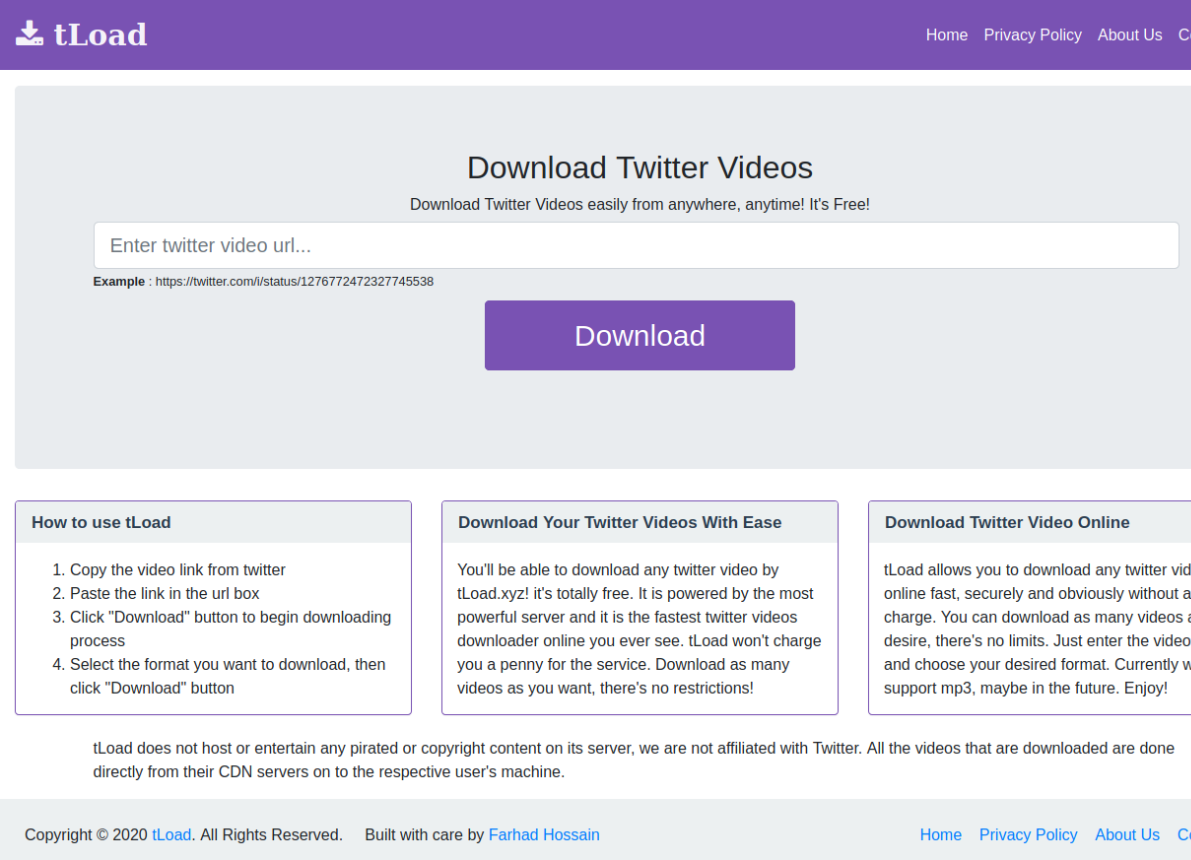 tLoad
Home Privacy Policy About Us
Download Twitter Videos
Download Twitter Videos easily from anywhere, anytime! It's Free!
Enter twitter video url...
Example : https://twitter.com/i/status/1276772472327745538
Download
How to use tLoad
1. Copy the video link from twitter
2. Paste the link in the url box
3. Click "Download" button to begin downloading
process
4. Select the format you want to download, then
click "Download" button
Download Your Twitter Videos With Ease
You'll be able to download any twitter video by
tLoad.xyz! it's totally free. It is powered by the most
powerful server and it is the fastest twitter videos
downloader online you ever see. tLoad won't charge
you a penny for the service. Download as many
videos as you want, there's no restrictions!
Download Twitter Video Online
tLoad allows you to download any twitter
online fast, securely and obviously without
charge. You can download as many videos
desire, there's no limits. Just enter the video
and choose your desired format. Currently
support mp3, maybe in the future. Enjoy!
tLoad does not host or entertain any pirated or copyright content on its server, we are not affiliated with Twitter. All the videos that are downloaded are done
directly from their CDN servers on to the respective user's machine.
Copyright © 2020 tLoad. All Rights Reserved. Built with care by Farhad Hossain
Home Privacy Policy About Us